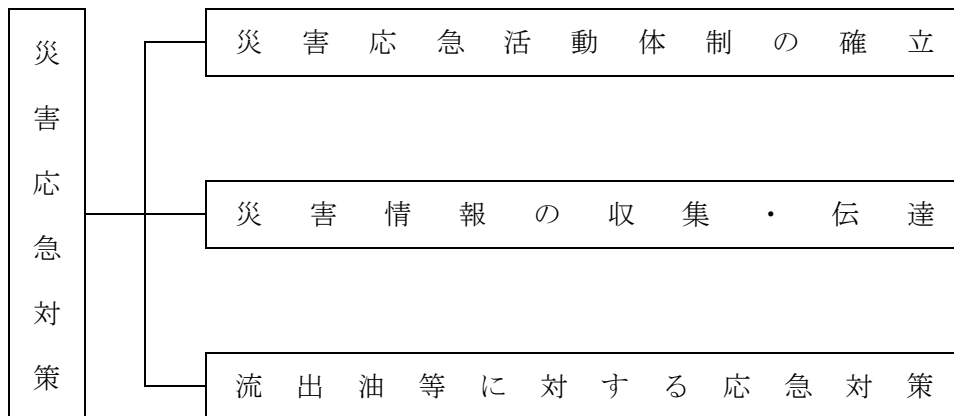 災害応急対策
災害応急活動体制の確立
災害情報の収集・伝達
流出油等に対する応急対策